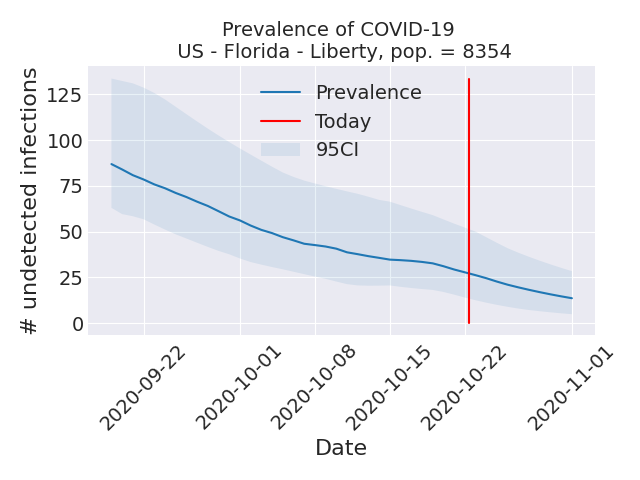 Prevalence of COVID-19
US - Florida - Liberty, pop. = 8354
# undetected infections
125
100
75
50
25
0
Prevalence
Today
95CI
2020-09-22
2020-10-01
2020-10-08
2020-10-15
2020-10-22
2020-11-01
Date